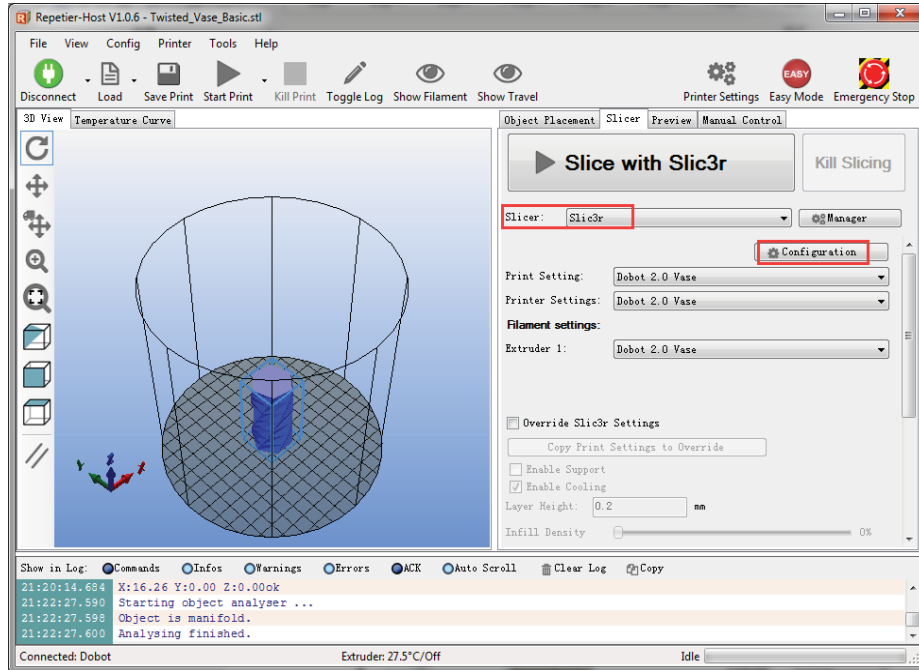 Repetier-Host V1.0.6 - Twisted_Vase_Basic.stl
File View Config Printer Tools Help
Disconnect Load Save Print Start Print Kill Print Toggle Log Show Filament Show Travel Printer Settings Easy Mode Emergency Stop
EASY
3D View Temperature Curve
Object Placement Slicer Preview Manual Control
Slice with Slic3r
Kill Slicing
Slicer: Slic3r Manager
Configuration
Print Setting: Dobot 2.0 Vase
Printer Settings: Dobot 2.0 Vase
Filament settings:
Extruder 1: Dobot 2.0 Vase
Override Slic3r Settings
Copy Print Settings to Override
Enable Support
Enable Cooling
Layer Height: 0.2 mm
Infill Density 0%
Show in Log: Commands Infos Warnings Errors ACK Auto Scroll Clear Log Copy
21:20:14.684 X:16.26 Y:0.00 Z:0.00ok
21:22:27.590 Starting object analyser ...
21:22:27.598 Object is manifold.
21:22:27.600 Analysing finished.
Connected: Dobot Extruder: 27.5°C/Off Idle